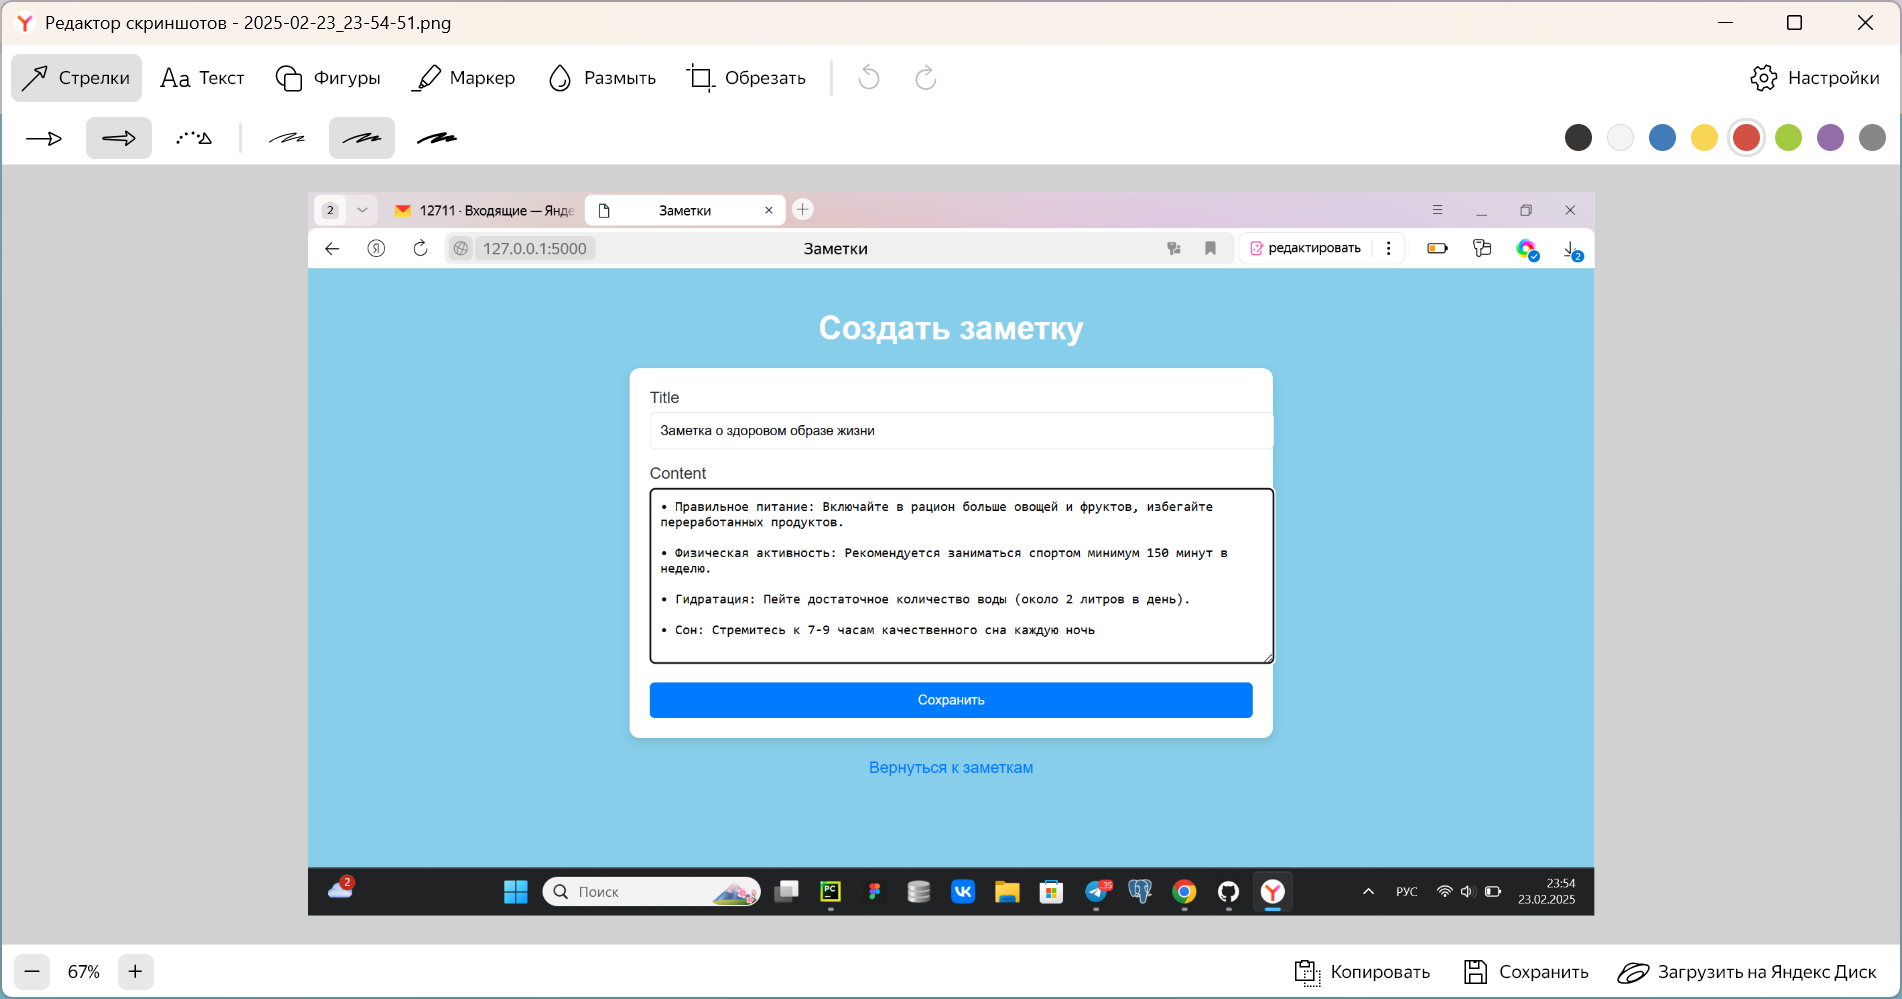 Редактор скриншотов - 2025-02-23_23-54-51.png
Стрелки
Aa Текст
Фигуры
Маркер
Размыть
Обрезать
Настройки
2
12711 · Входящие — Янде
Заметки
127.0.0.1:5000
Заметки
редактировать
2
Создать заметку
Title
Заметка о здоровом образе жизни
Content
• Правильное питание: Включайте в рацион больше овощей и фруктов, избегайте
переработанных продуктов.
• Физическая активность: Рекомендуется заниматься спортом минимум 150 минут в
неделю.
• Гидратация: Пейте достаточное количество воды (около 2 литров в день).
• Сон: Стремитесь к 7-9 часам качественного сна каждую ночь
Сохранить
Вернуться к заметкам
2
Поиск
PC
35
РУС
23:54
23.02.2025
67%
Копировать
Сохранить
Загрузить на Яндекс Диск